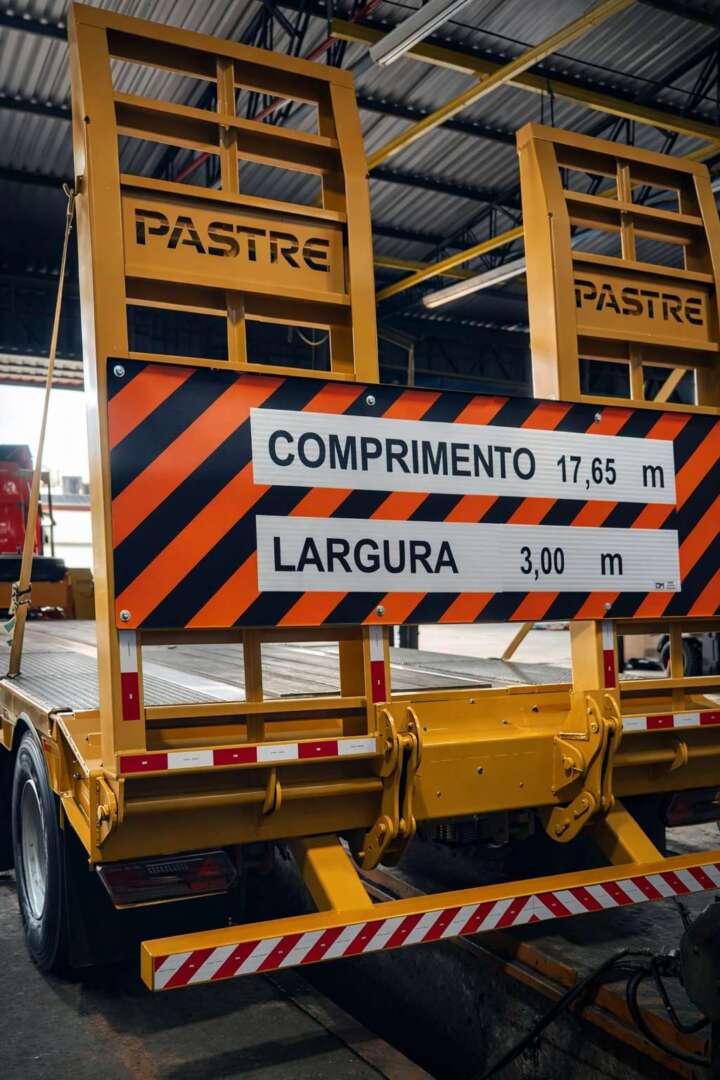 PASTRE
PASTRE
COMPRIMENTO 17,65 m
LARGURA 3,00 m